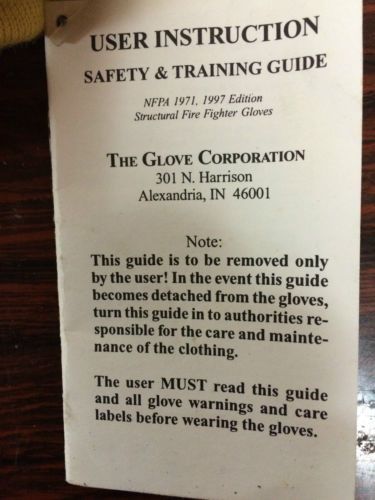 USER INSTRUCTION
SAFETY & TRAINING GUIDE
NFPA 1971, 1997 Edition
Structural Fire Fighter Gloves
THE GLOVE CORPORATION
301 N. Harrison
Alexandria, IN 46001
Note:
This guide is to be removed only
by the user! In the event this guide
becomes detached from the gloves,
turn this guide in to authorities re-
sponsible for the care and mainte-
nance of the clothing.
The user MUST read this guide
and all glove warnings and care
labels before wearing the gloves.